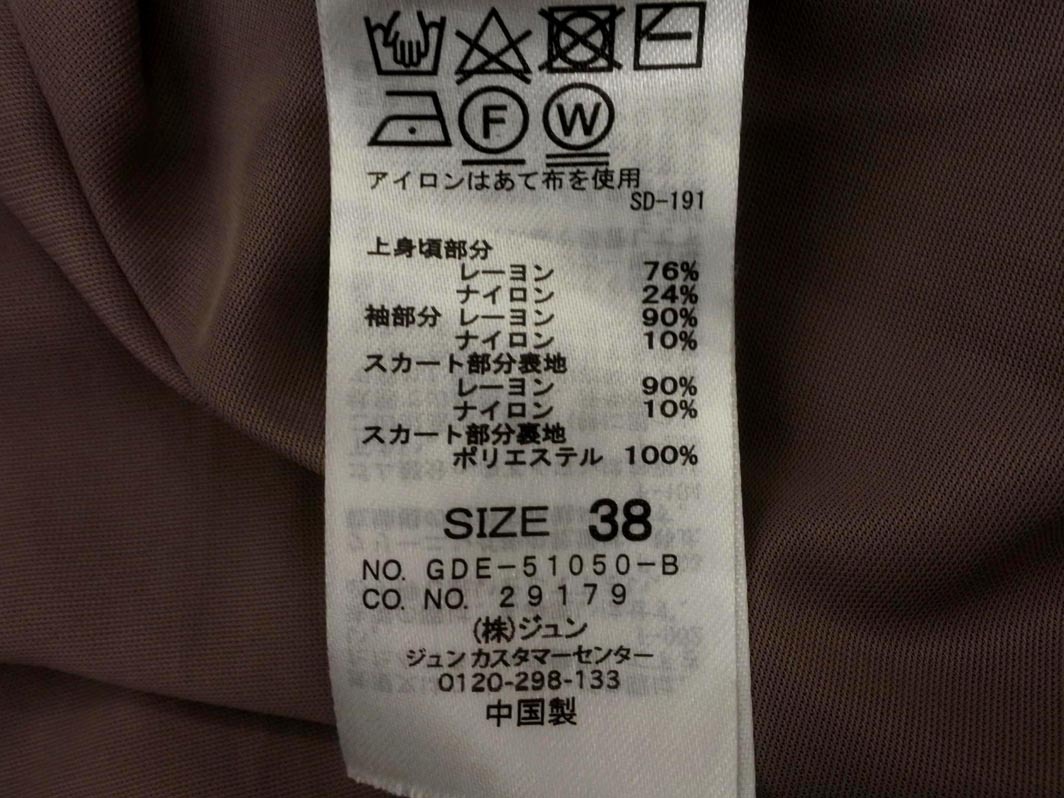 F W
アイロンはあて布を使用
SD-191
上身頃部分
レーヨン 76%
ナイロン 24%
袖部分 レーヨン 90%
ナイロン 10%
スカート部分表地
レーヨン 90%
ナイロン 10%
スカート部分裏地
ポリエステル 100%
SIZE 38
NO. GDE-51050-B
CO. NO. 29179
(株)ジュン
ジュンカスタマーセンター
0120-298-133
中国製